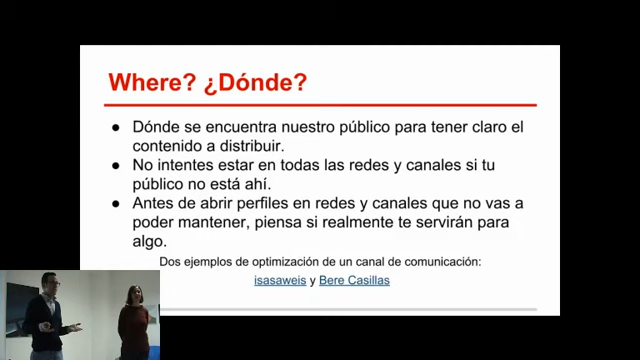 Where? ¿Dónde?
● Dónde se encuentra nuestro público para tener claro el
contenido a distribuir.
● No intentes estar en todas las redes y canales si tu
público no está ahí.
● Antes de abrir perfiles en redes y canales que no vas a
poder mantener, piensa si realmente te servirán para
algo.
Dos ejemplos de optimización de un canal de comunicación:
isasaweis y Bere Casillas